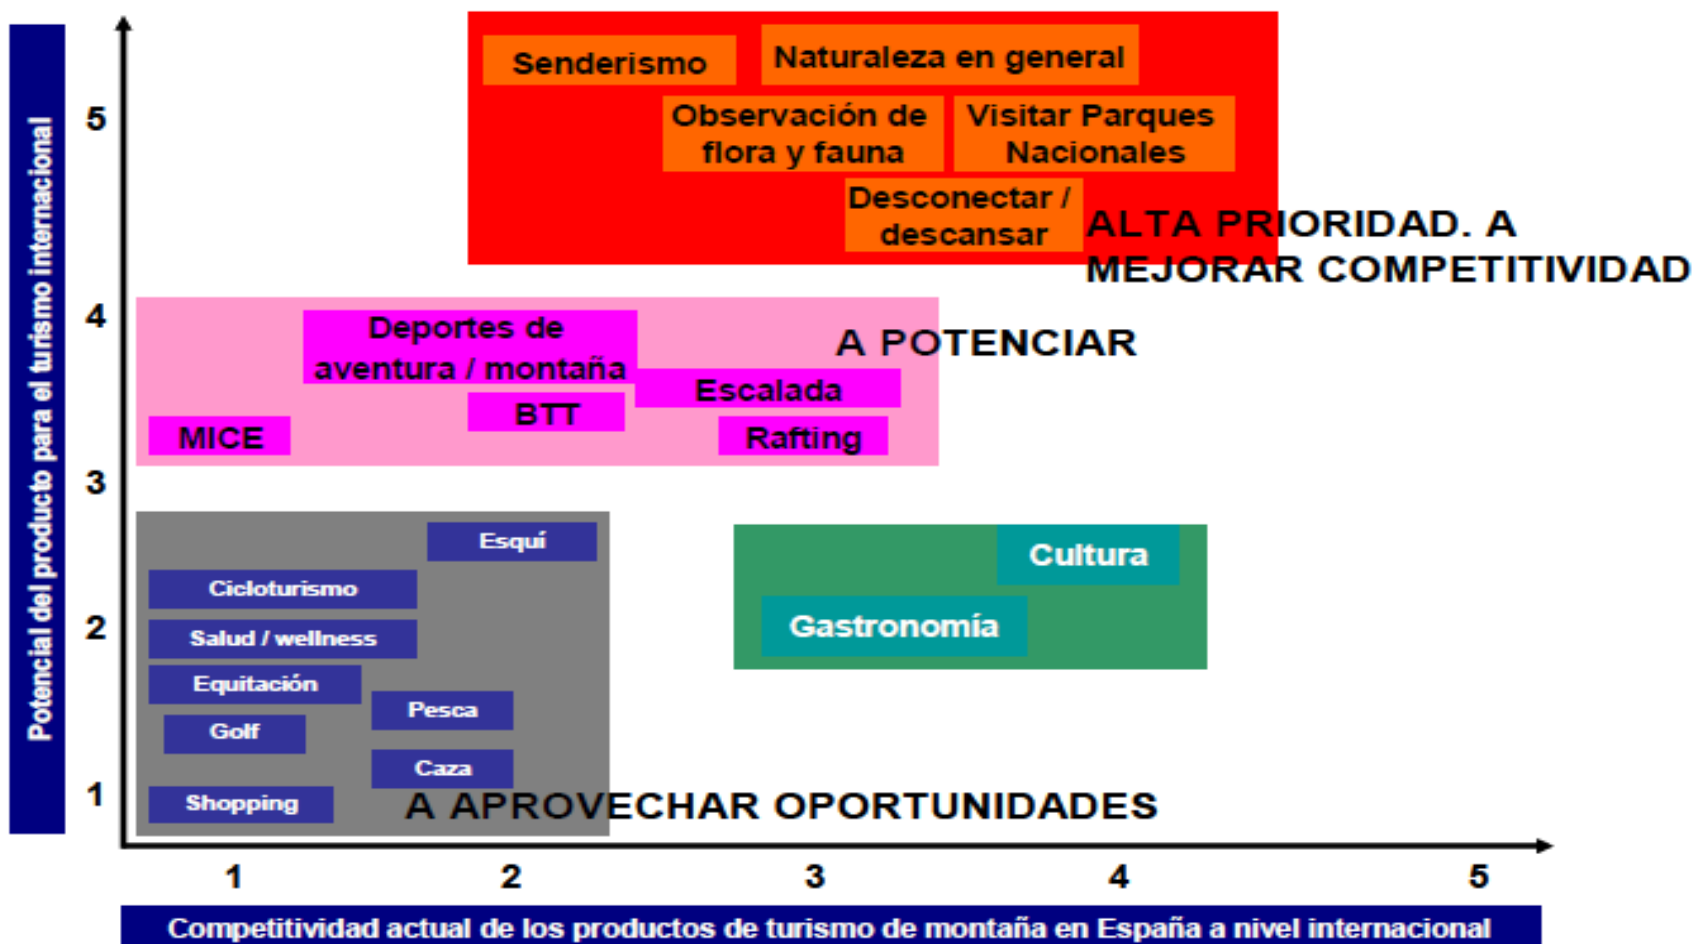 Potencial del producto para el turismo internacional
5
4
3
2
1
Senderismo
Naturaleza en general
Observación de
flora y fauna
Visitar Parques
Nacionales
Desconectar /
descansar
ALTA PRIORIDAD. A
MEJORAR COMPETITIVIDAD
Deportes de
aventura / montaña
A POTENCIAR
Escalada
BTT
MICE
Rafting
Esquí
Cicloturismo
Salud / wellness
Equitación
Pesca
Golf
Caza
Shopping
Cultura
Gastronomía
A APROVECHAR OPORTUNIDADES
1
2
3
4
5
Competitividad actual de los productos de turismo de montaña en España a nivel internacional